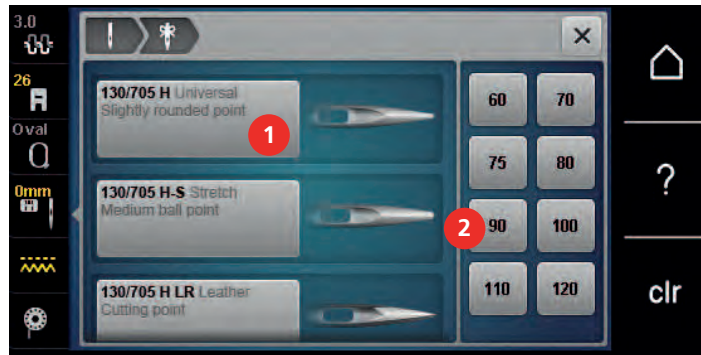 3.0
26
Oval
0mm
130/705 H Universal
Slightly rounded point
1
130/705 H-S Stretch
Medium ball point
130/705 H LR Leather
Cutting point
60 70
75 80
2
90 100
110 120
?
clr